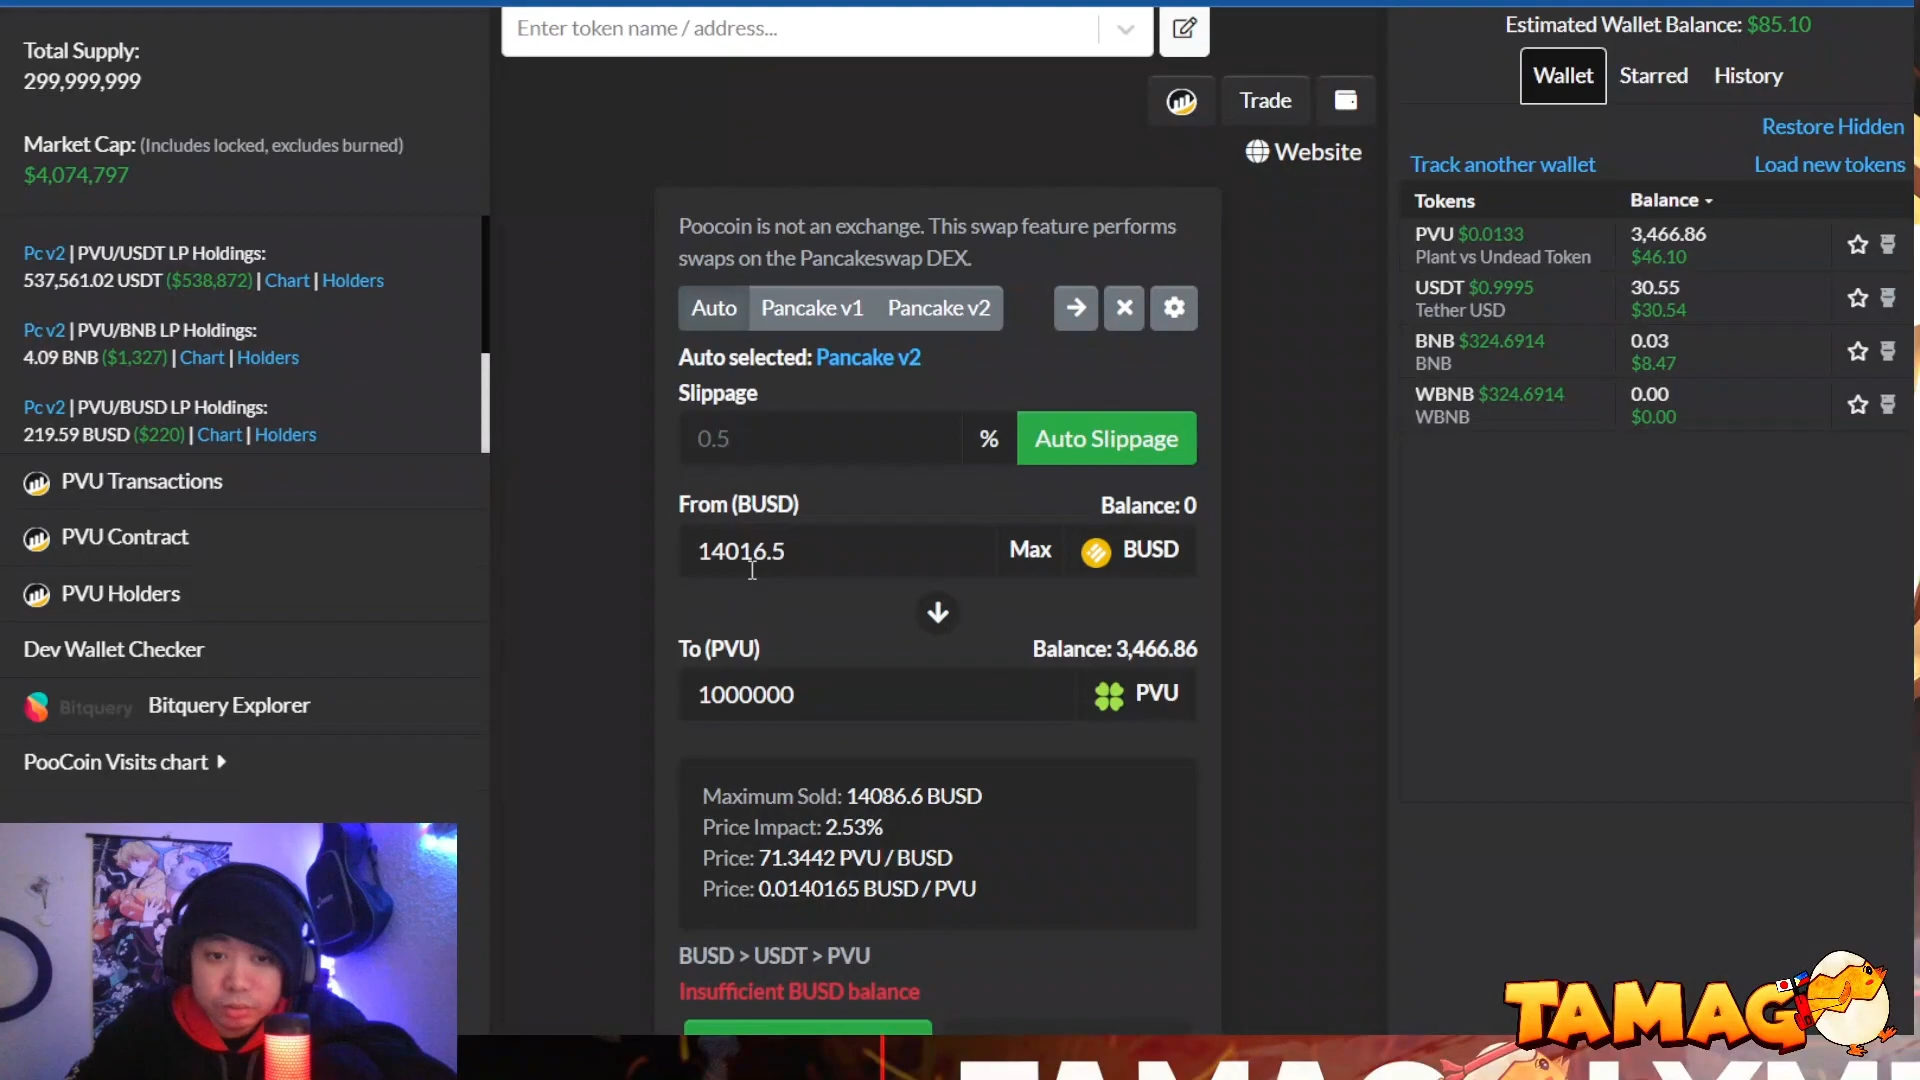 Total Supply:
299,999,999
Market Cap: (Includes locked, excludes burned)
$4,074,797
Pc v2 | PVU/USDT LP Holdings:
537,561.02 USDT ($538,872) | Chart | Holders
Pc v2 | PVU/BNB LP Holdings:
4.09 BNB ($1,327) | Chart | Holders
Pc v2 | PVU/BUSD LP Holdings:
219.59 BUSD ($220) | Chart | Holders
PVU Transactions
PVU Contract
PVU Holders
Dev Wallet Checker
Bitquery Bitquery Explorer
PooCoin Visits chart
Enter token name / address...
Trade
Website
Poocoin is not an exchange. This swap feature performs
swaps on the Pancakeswap DEX.
Auto Pancake v1 Pancake v2
Auto selected: Pancake v2
Slippage
0.5 % Auto Slippage
From (BUSD) Balance: 0
14016.5 Max BUSD
To (PVU) Balance: 3,466.86
1000000 PVU
Maximum Sold: 14086.6 BUSD
Price Impact: 2.53%
Price: 71.3442 PVU / BUSD
Price: 0.0140165 BUSD / PVU
BUSD > USDT > PVU
Insufficient BUSD balance
Estimated Wallet Balance: $85.10
Wallet Starred History
Restore Hidden
Track another wallet Load new tokens
Tokens Balance
PVU $0.0133 3,466.86
Plant vs Undead Token $46.10
USDT $0.9995 30.55
Tether USD $30.54
BNB $324.6914 0.03
BNB $8.47
WBNB $324.6914 0.00
WBNB $0.00
TAMAG